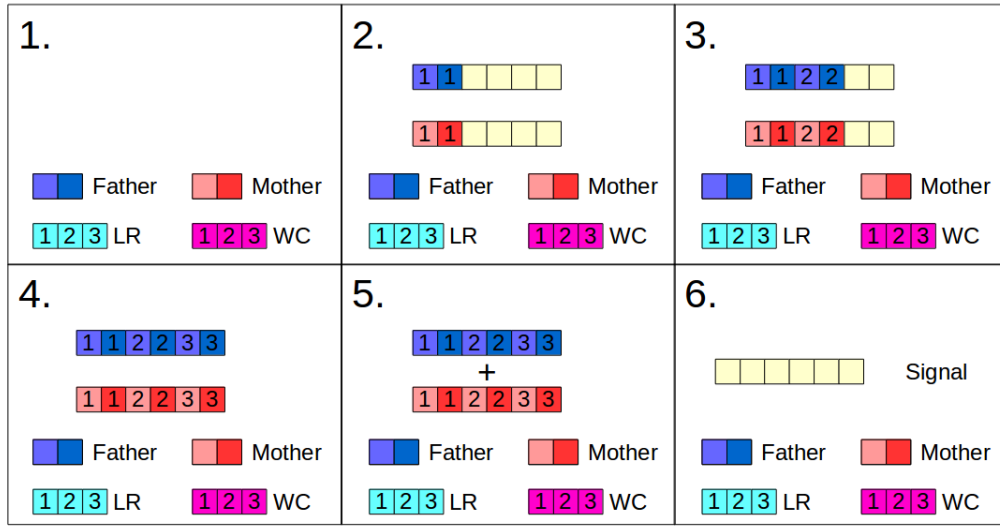 1.
Father Mother
1 2 3 LR 1 2 3 WC
2.
1 1
1 1
Father Mother
1 2 3 LR 1 2 3 WC
3.
1 1 2 2
1 1 2 2
Father Mother
1 2 3 LR 1 2 3 WC
4.
1 1 2 2 3 3
1 1 2 2 3 3
Father Mother
1 2 3 LR 1 2 3 WC
5.
1 1 2 2 3 3
+
1 1 2 2 3 3
Father Mother
1 2 3 LR 1 2 3 WC
6.
Signal
Father Mother
1 2 3 LR 1 2 3 WC